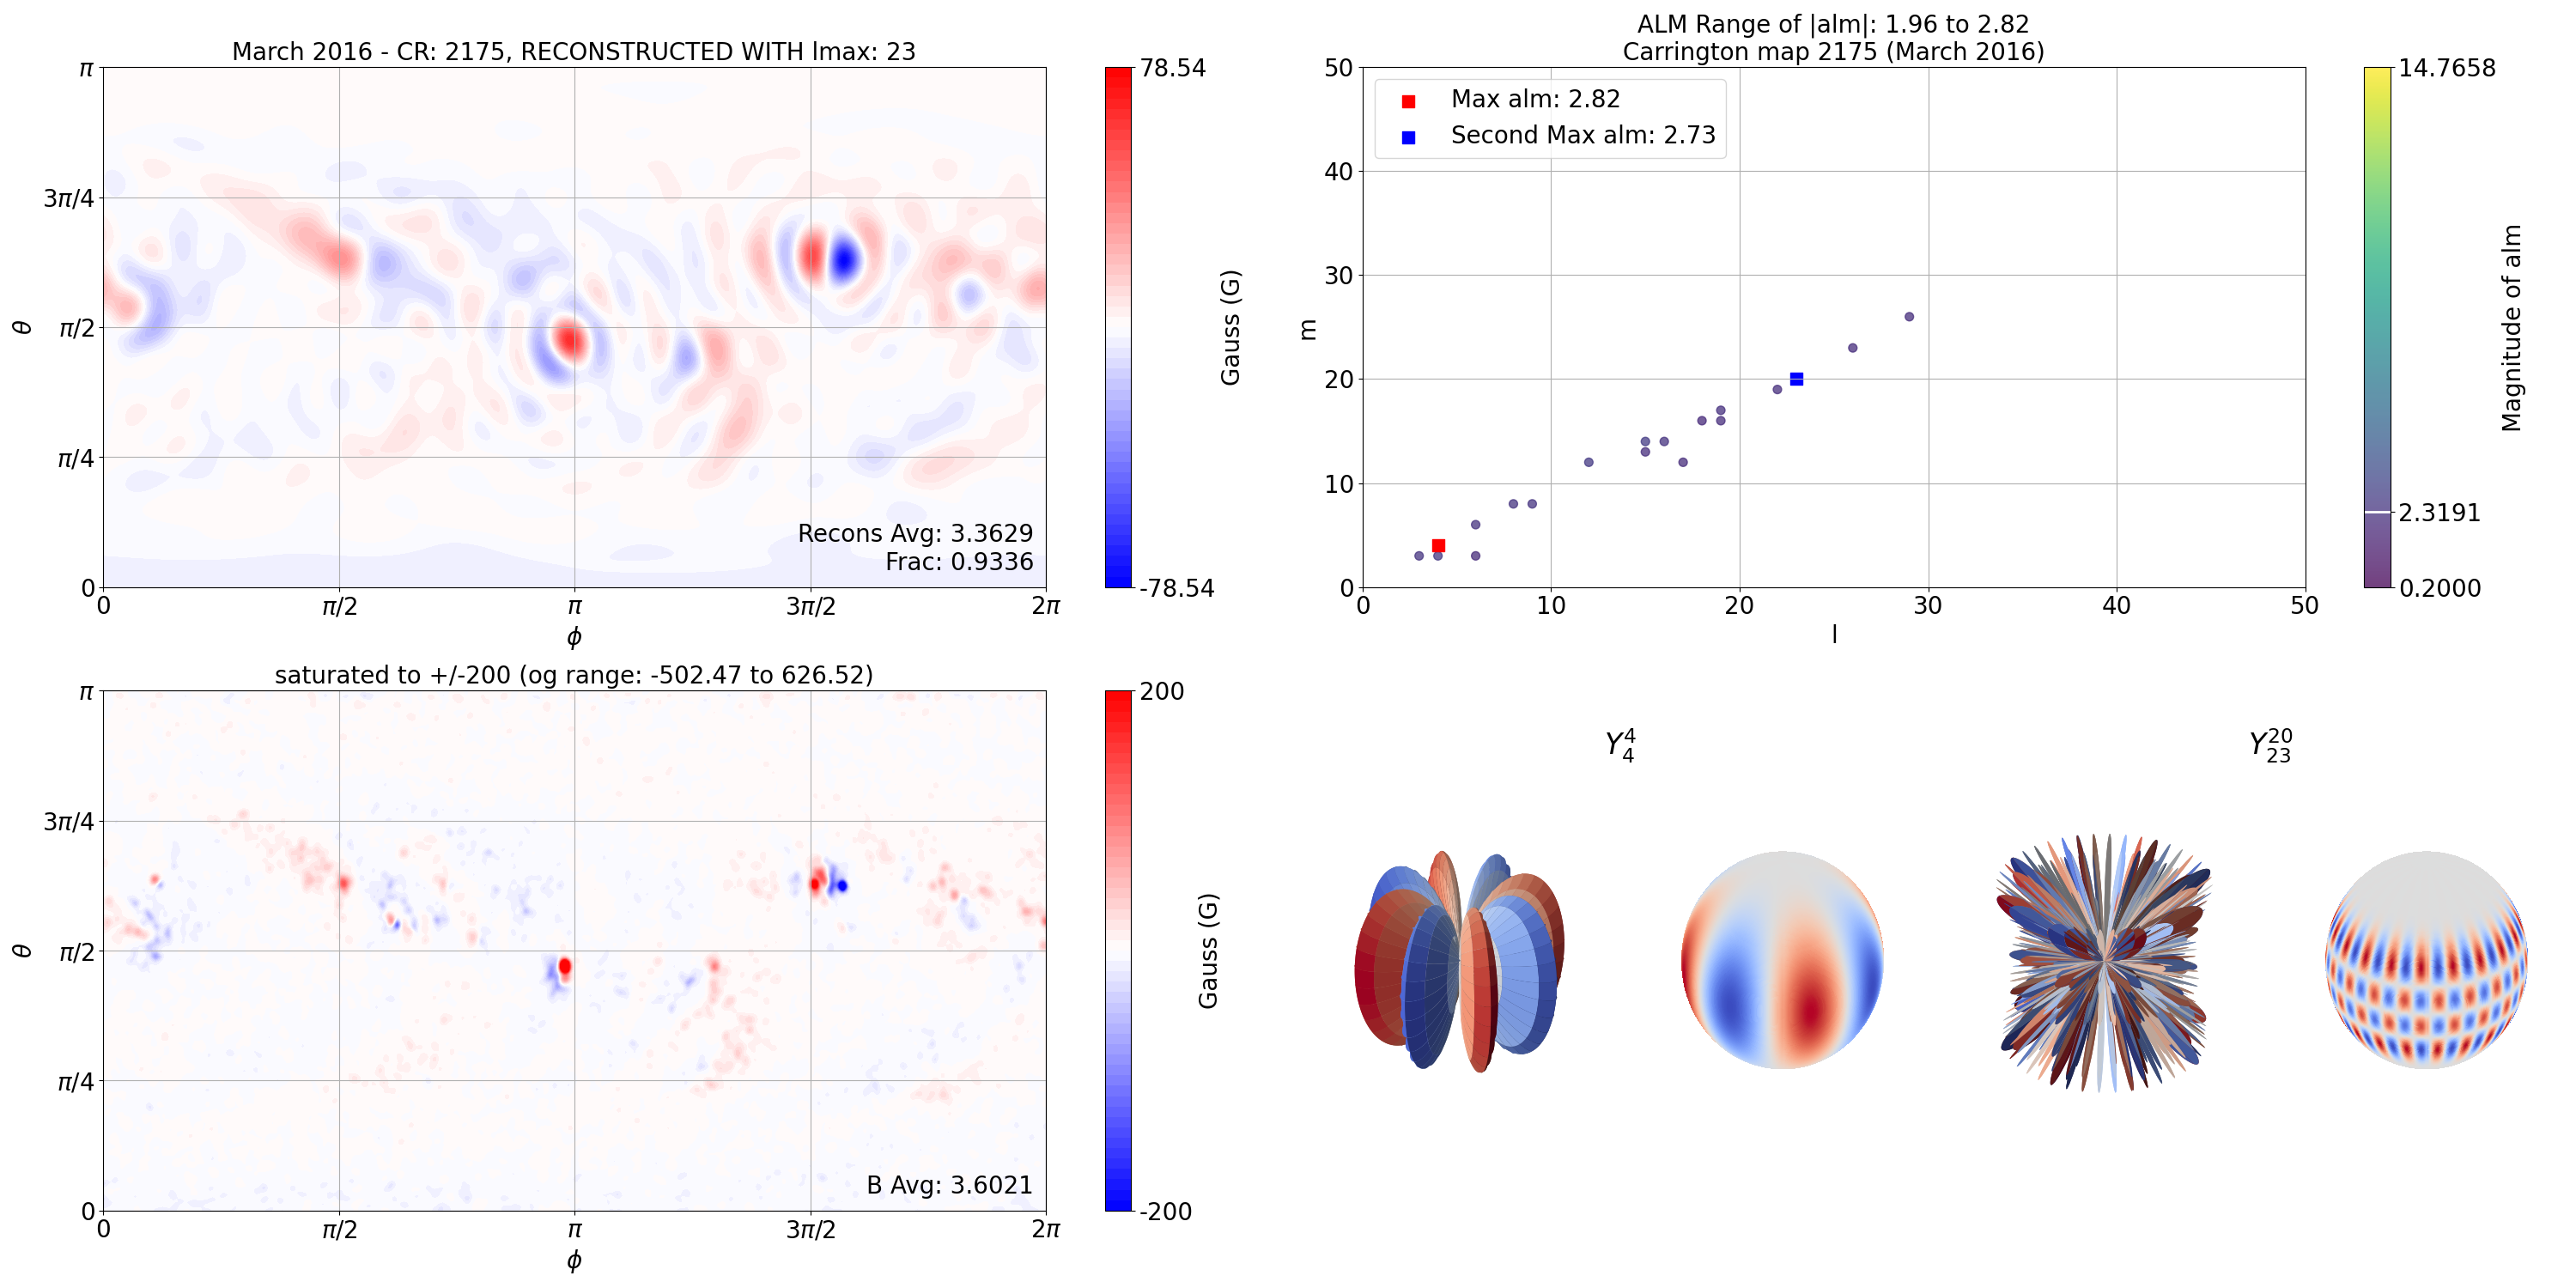 March 2016 - CR: 2175, RECONSTRUCTED WITH lmax: 23
π
3π/4
π/2
π/4
0
θ
0 π/2 π 3π/2 2π
ϕ
Recons Avg: 3.3629
Frac: 0.9336
78.54
Gauss (G)
-78.54
ALM Range of |alm|: 1.96 to 2.82
Carrington map 2175 (March 2016)
Max alm: 2.82
Second Max alm: 2.73
50
40
30
20
10
0
m
0 10 20 30 40 50
l
14.7658
Magnitude of alm
2.3191
0.2000
saturated to +/-200 (og range: -502.47 to 626.52)
π
3π/4
π/2
π/4
0
θ
0 π/2 π 3π/2 2π
ϕ
B Avg: 3.6021
200
Gauss (G)
-200
Y_4^4
Y_{23}^{20}